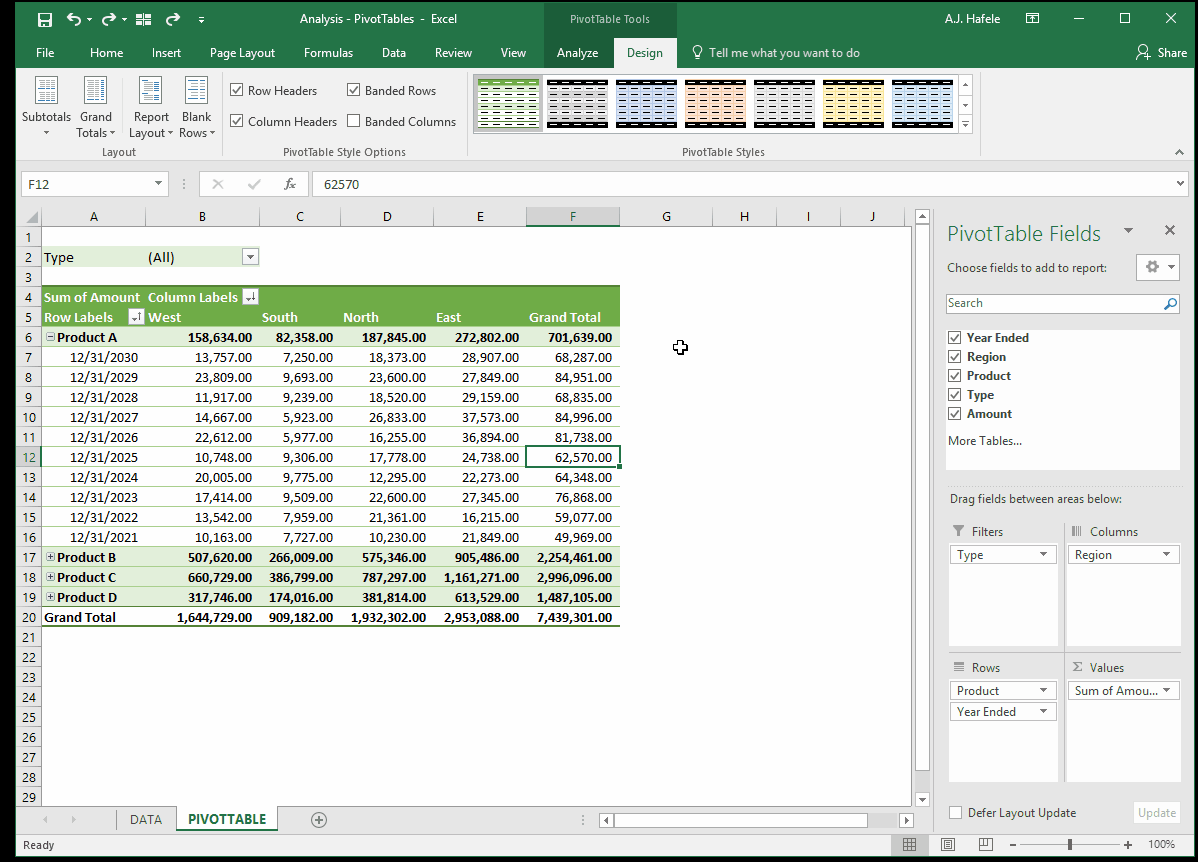 Analysis - PivotTables - Excel
PivotTable Tools
A.J. Hafele
File Home Insert Page Layout Formulas Data Review View Analyze Design Tell me what you want to do Share
Subtotals
Grand Totals
Report Layout
Blank Rows
Row Headers
Banded Rows
Column Headers
Banded Columns
Layout
PivotTable Style Options
PivotTable Styles
F12 fx 62570
A B C D E F G H I J
1
2 Type (All)
3
4 Sum of Amount Column Labels
5 Row Labels West South North East Grand Total
6 Product A 158,634.00 82,358.00 187,845.00 272,802.00 701,639.00
7 12/31/2030 13,757.00 7,250.00 18,373.00 28,907.00 68,287.00
8 12/31/2029 23,809.00 9,693.00 23,600.00 27,849.00 84,951.00
9 12/31/2028 11,917.00 9,239.00 18,520.00 29,159.00 68,835.00
10 12/31/2027 14,667.00 5,923.00 26,833.00 37,573.00 84,996.00
11 12/31/2026 22,612.00 5,977.00 16,255.00 36,894.00 81,738.00
12 12/31/2025 10,748.00 9,306.00 17,778.00 24,738.00 62,570.00
13 12/31/2024 20,005.00 9,775.00 12,295.00 22,273.00 64,348.00
14 12/31/2023 17,414.00 9,509.00 22,600.00 27,345.00 76,868.00
15 12/31/2022 13,542.00 7,959.00 21,361.00 16,215.00 59,077.00
16 12/31/2021 10,163.00 7,727.00 10,230.00 21,849.00 49,969.00
17 Product B 507,620.00 266,009.00 575,346.00 905,486.00 2,254,461.00
18 Product C 660,729.00 386,799.00 787,297.00 1,161,271.00 2,996,096.00
19 Product D 317,746.00 174,016.00 381,814.00 613,529.00 1,487,105.00
20 Grand Total 1,644,729.00 909,182.00 1,932,302.00 2,953,088.00 7,439,301.00
21
22
23
24
25
26
27
28
29
PivotTable Fields
Choose fields to add to report:
Search
Year Ended
Region
Product
Type
Amount
More Tables...
Drag fields between areas below:
Filters
Type
Columns
Region
Rows
Product
Year Ended
Σ Values
Sum of Amou...
Defer Layout Update
Update
DATA PIVOTTABLE
Ready
100%